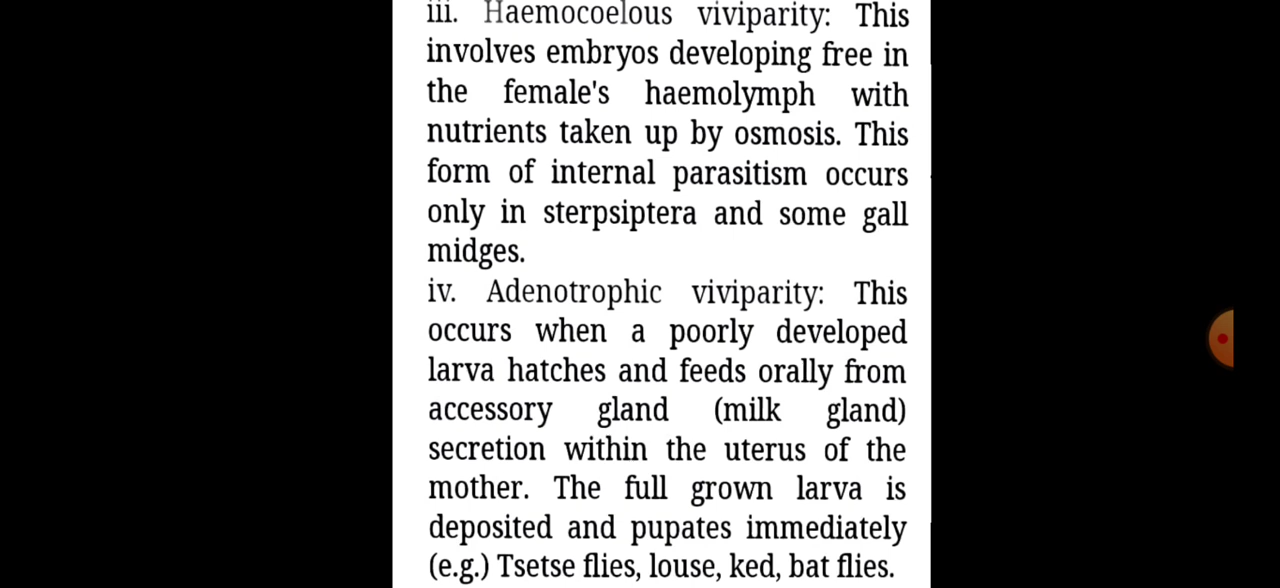 iii. Haemocoelous viviparity: This
involves embryos developing free in
the female's haemolymph with
nutrients taken up by osmosis. This
form of internal parasitism occurs
only in sterpsiptera and some gall
midges.
iv. Adenotrophic viviparity: This
occurs when a poorly developed
larva hatches and feeds orally from
accessory gland (milk gland)
secretion within the uterus of the
mother. The full grown larva is
deposited and pupates immediately
(e.g.) Tsetse flies, louse, ked, bat flies.